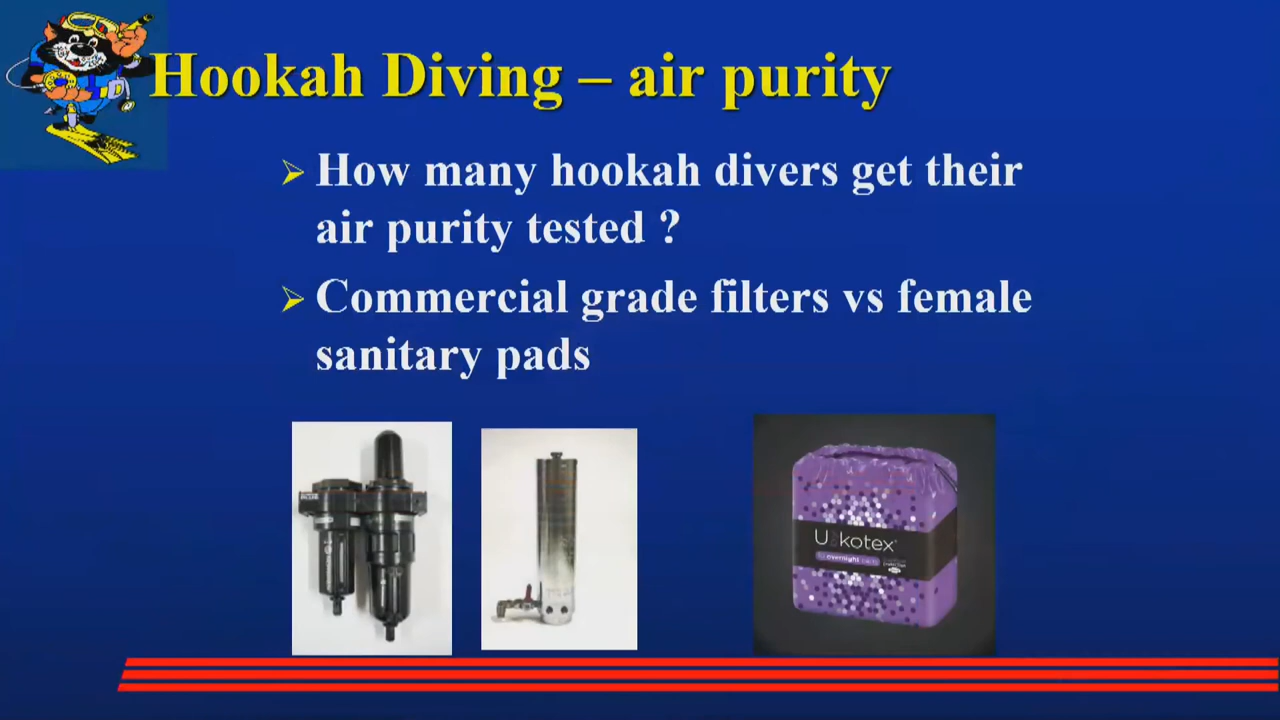 Hookah Diving – air purity
How many hookah divers get their
air purity tested ?
Commercial grade filters vs female
sanitary pads
U kotex
overnight